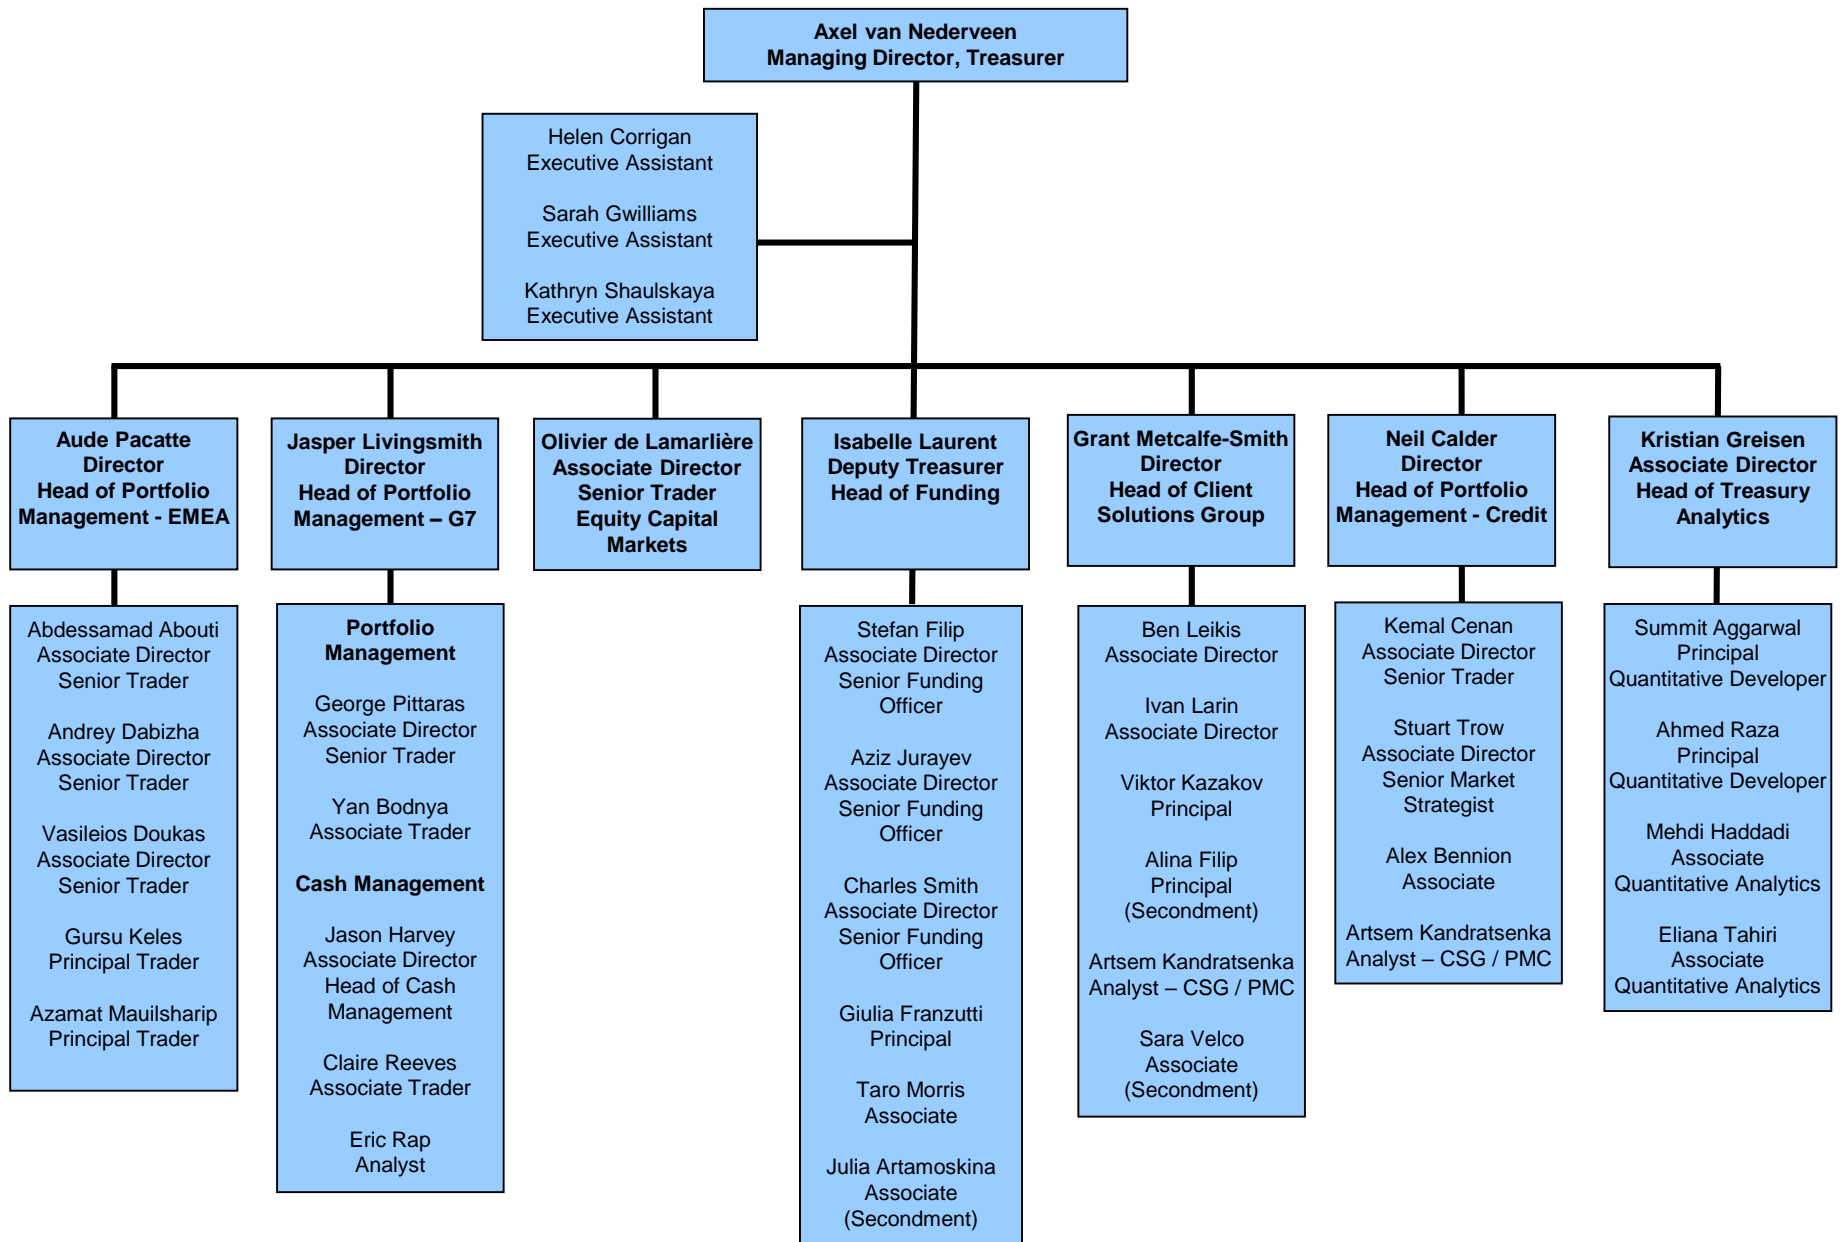 Axel van Nederveen
Managing Director, Treasurer
Helen Corrigan
Executive Assistant
Sarah Gwilliams
Executive Assistant
Kathryn Shaulskaya
Executive Assistant
Aude Pacatte
Director
Head of Portfolio
Management - EMEA
Jasper Livingsmith
Director
Head of Portfolio
Management – G7
Olivier de Lamarlière
Associate Director
Senior Trader
Equity Capital
Markets
Isabelle Laurent
Deputy Treasurer
Head of Funding
Grant Metcalfe-Smith
Director
Head of Client
Solutions Group
Neil Calder
Director
Head of Portfolio
Management - Credit
Kristian Greisen
Associate Director
Head of Treasury
Analytics
Abdessamad Abouti
Associate Director
Senior Trader
Andrey Dabizha
Associate Director
Senior Trader
Vasileios Doukas
Associate Director
Senior Trader
Gursu Keles
Principal Trader
Azamat Mauilsharip
Principal Trader
Portfolio
Management
George Pittaras
Associate Director
Senior Trader
Yan Bodnya
Associate Trader
Cash Management
Jason Harvey
Associate Director
Head of Cash
Management
Claire Reeves
Associate Trader
Eric Rap
Analyst
Stefan Filip
Associate Director
Senior Funding
Officer
Aziz Jurayev
Associate Director
Senior Funding
Officer
Charles Smith
Associate Director
Senior Funding
Officer
Giulia Franzutti
Principal
Taro Morris
Associate
Julia Artamoskina
Associate
(Secondment)
Ben Leikis
Associate Director
Ivan Larin
Associate Director
Viktor Kazakov
Principal
Alina Filip
Principal
(Secondment)
Artsem Kandratsenka
Analyst – CSG / PMC
Sara Velco
Associate
(Secondment)
Kemal Cenan
Associate Director
Senior Trader
Stuart Trow
Associate Director
Senior Market
Strategist
Alex Bennion
Associate
Artsem Kandratsenka
Analyst – CSG / PMC
Summit Aggarwal
Principal
Quantitative Developer
Ahmed Raza
Principal
Quantitative Developer
Mehdi Haddadi
Associate
Quantitative Analytics
Eliana Tahiri
Associate
Quantitative Analytics